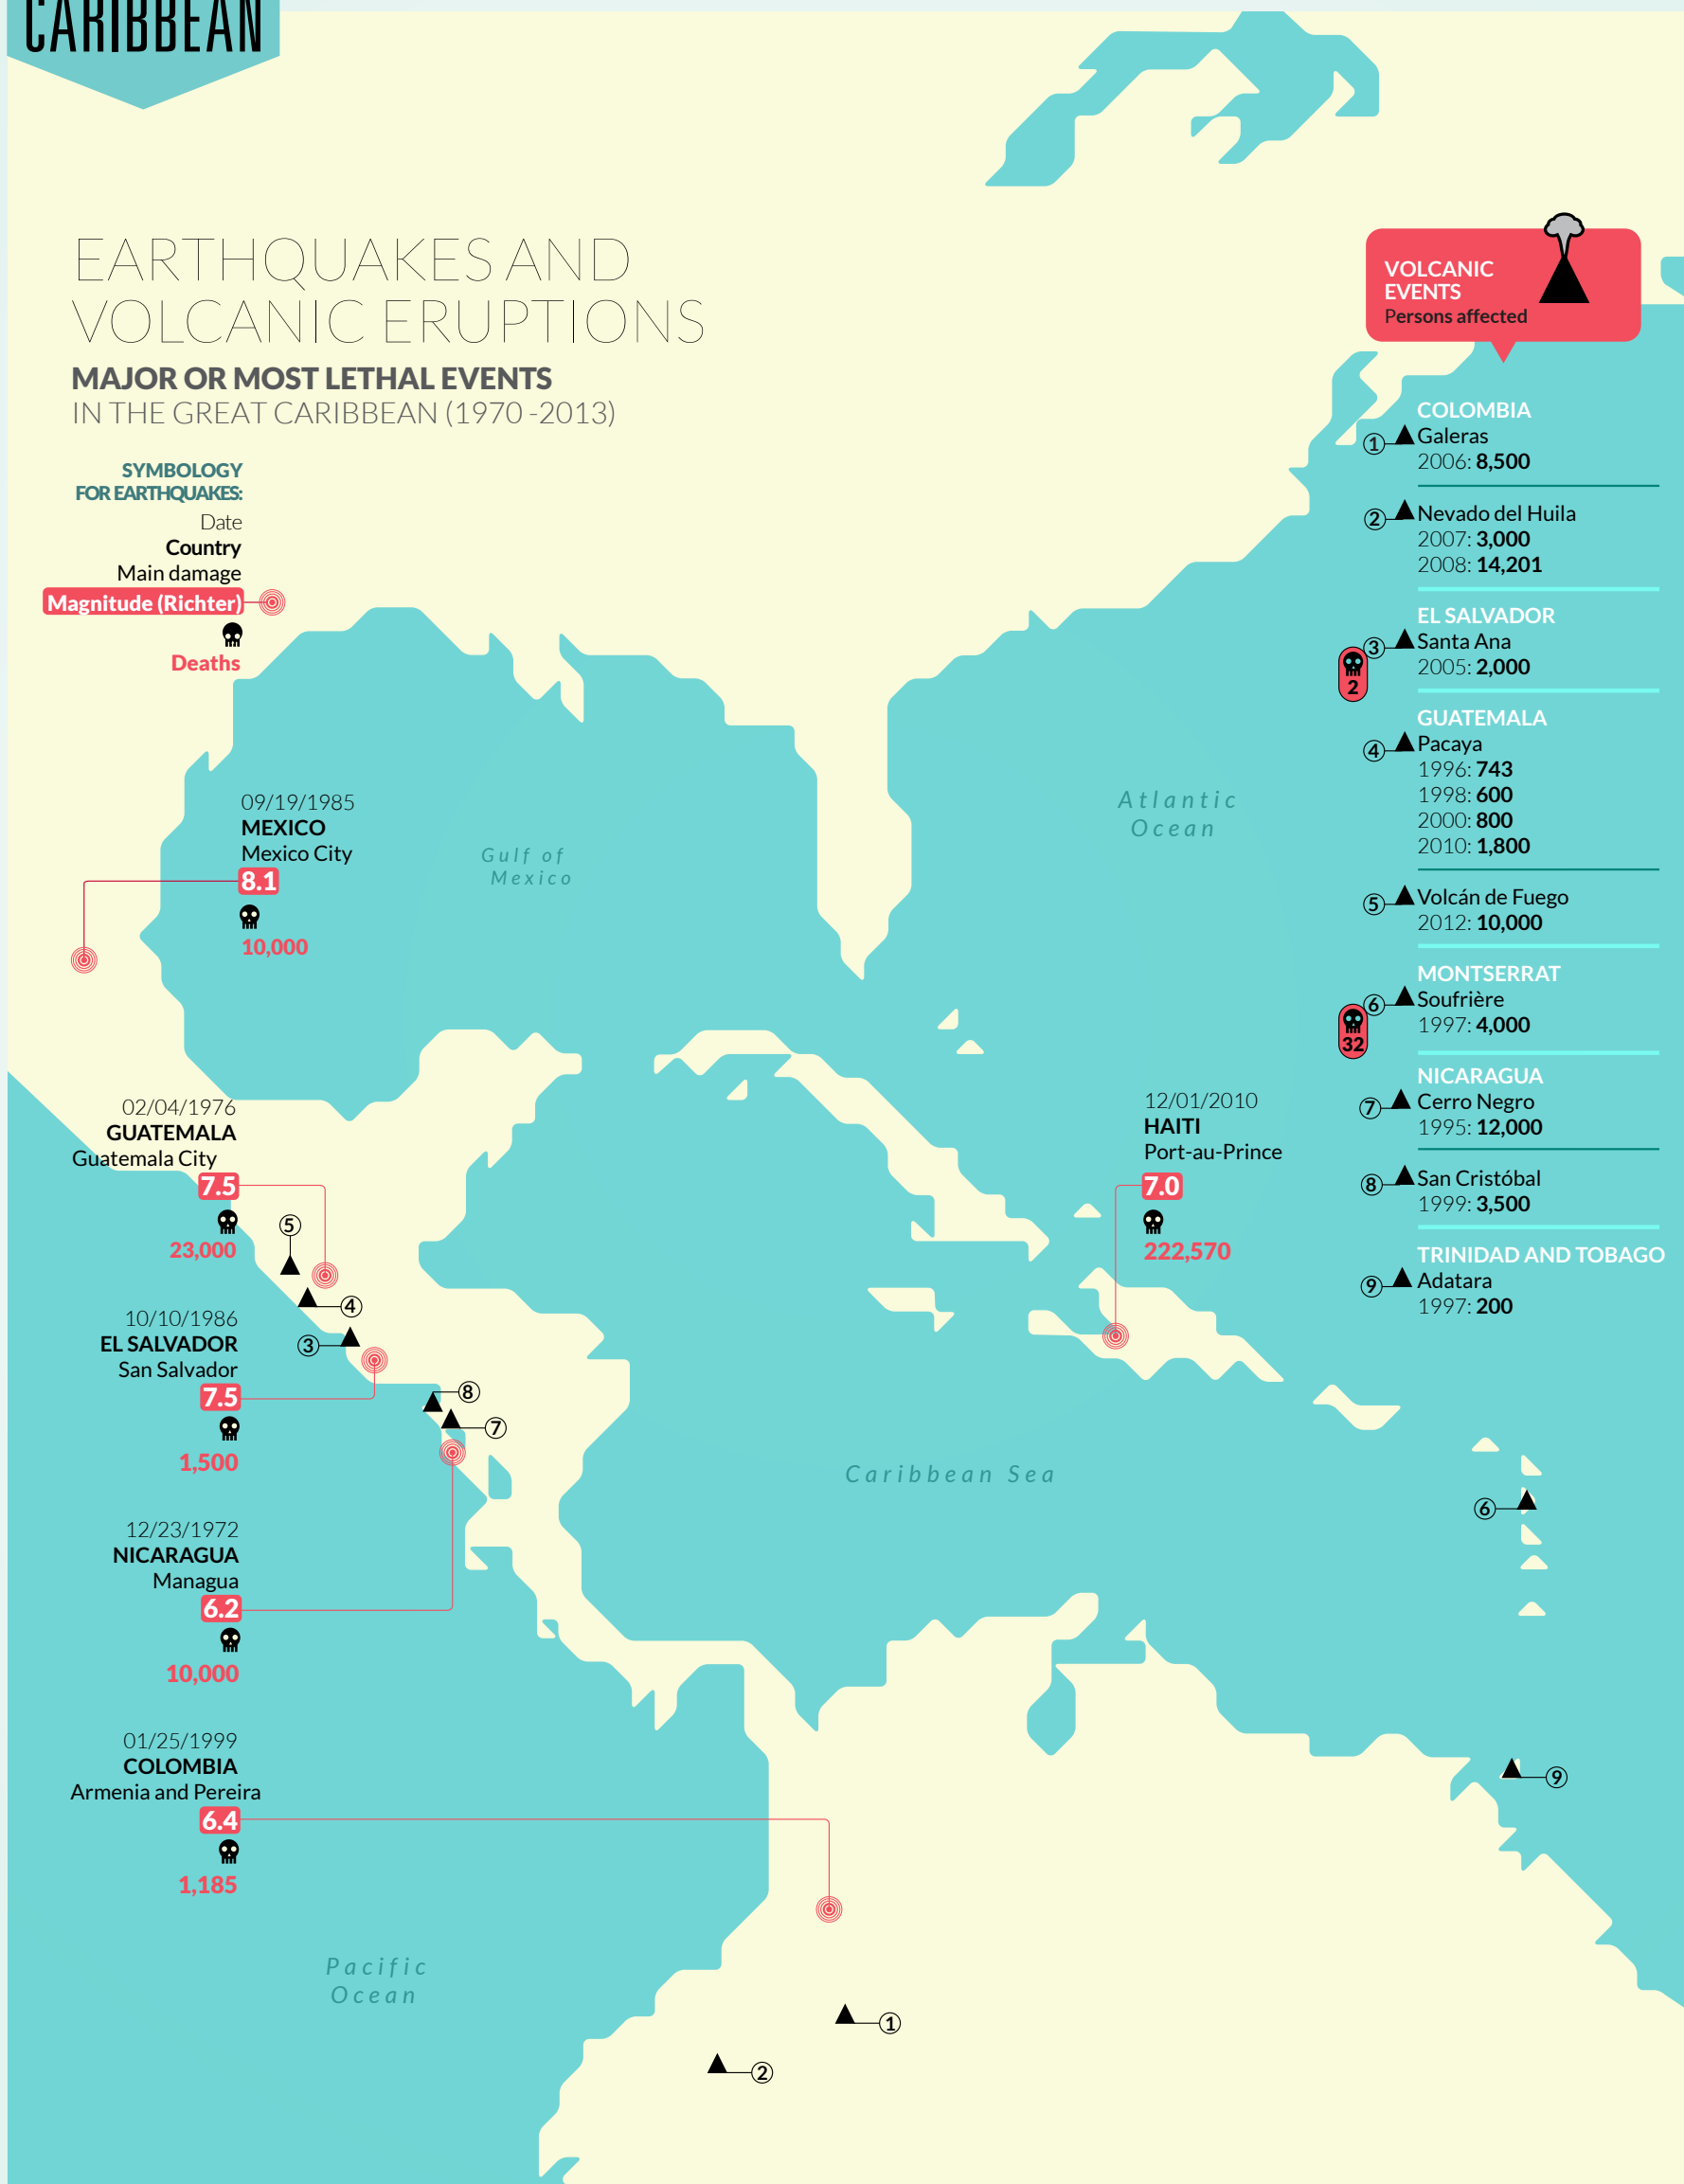 CARIBBEAN
EARTHQUAKES AND
VOLCANIC ERUPTIONS
MAJOR OR MOST LETHAL EVENTS
IN THE GREAT CARIBBEAN (1970 -2013)
SYMBOLOGY
FOR EARTHQUAKES:
Date
Country
Main damage
Magnitude (Richter)
Deaths
09/19/1985
MEXICO
Mexico City
8.1
10,000
Gulf of
Mexico
Atlantic
Ocean
02/04/1976
GUATEMALA
Guatemala City
7.5
23,000
5
4
3
10/10/1986
EL SALVADOR
San Salvador
7.5
1,500
8
7
12/23/1972
NICARAGUA
Managua
6.2
10,000
01/25/1999
COLOMBIA
Armenia and Pereira
6.4
1,185
12/01/2010
HAITI
Port-au-Prince
7.0
222,570
Caribbean Sea
6
9
Pacific
Ocean
1
2
VOLCANIC
EVENTS
Persons affected
COLOMBIA
1 Galeras
2006: 8,500
2 Nevado del Huila
2007: 3,000
2008: 14,201
EL SALVADOR
3 Santa Ana
2005: 2,000
2
GUATEMALA
4 Pacaya
1996: 743
1998: 600
2000: 800
2010: 1,800
5 Volcán de Fuego
2012: 10,000
MONTSERRAT
6 Soufrière
1997: 4,000
32
NICARAGUA
7 Cerro Negro
1995: 12,000
8 San Cristóbal
1999: 3,500
TRINIDAD AND TOBAGO
9 Adatara
1997: 200